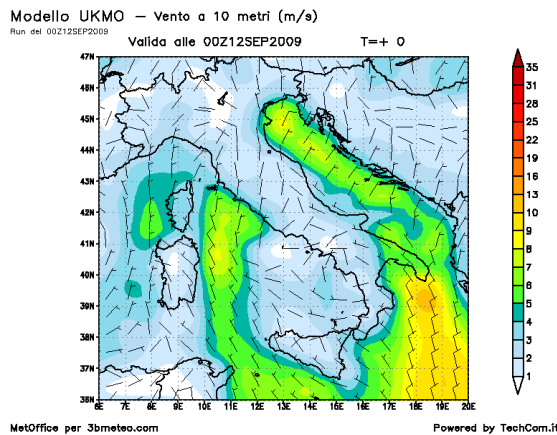 Modello UKMO – Vento a 10 metri (m/s)
Run del 00Z12SEP2009
Valida alle 00Z12SEP2009 T=+ 0
47N
46N
45N
44N
43N
42N
41N
40N
39N
38N
37N
36N
6E 7E 8E 9E 10E 11E 12E 13E 14E 15E 16E 17E 18E 19E 20E
35
31
28
25
22
19
16
13
10
9
8
7
6
5
4
3
2
1
MetOffice per 3bmeteo.com
Powered by TechCom.it